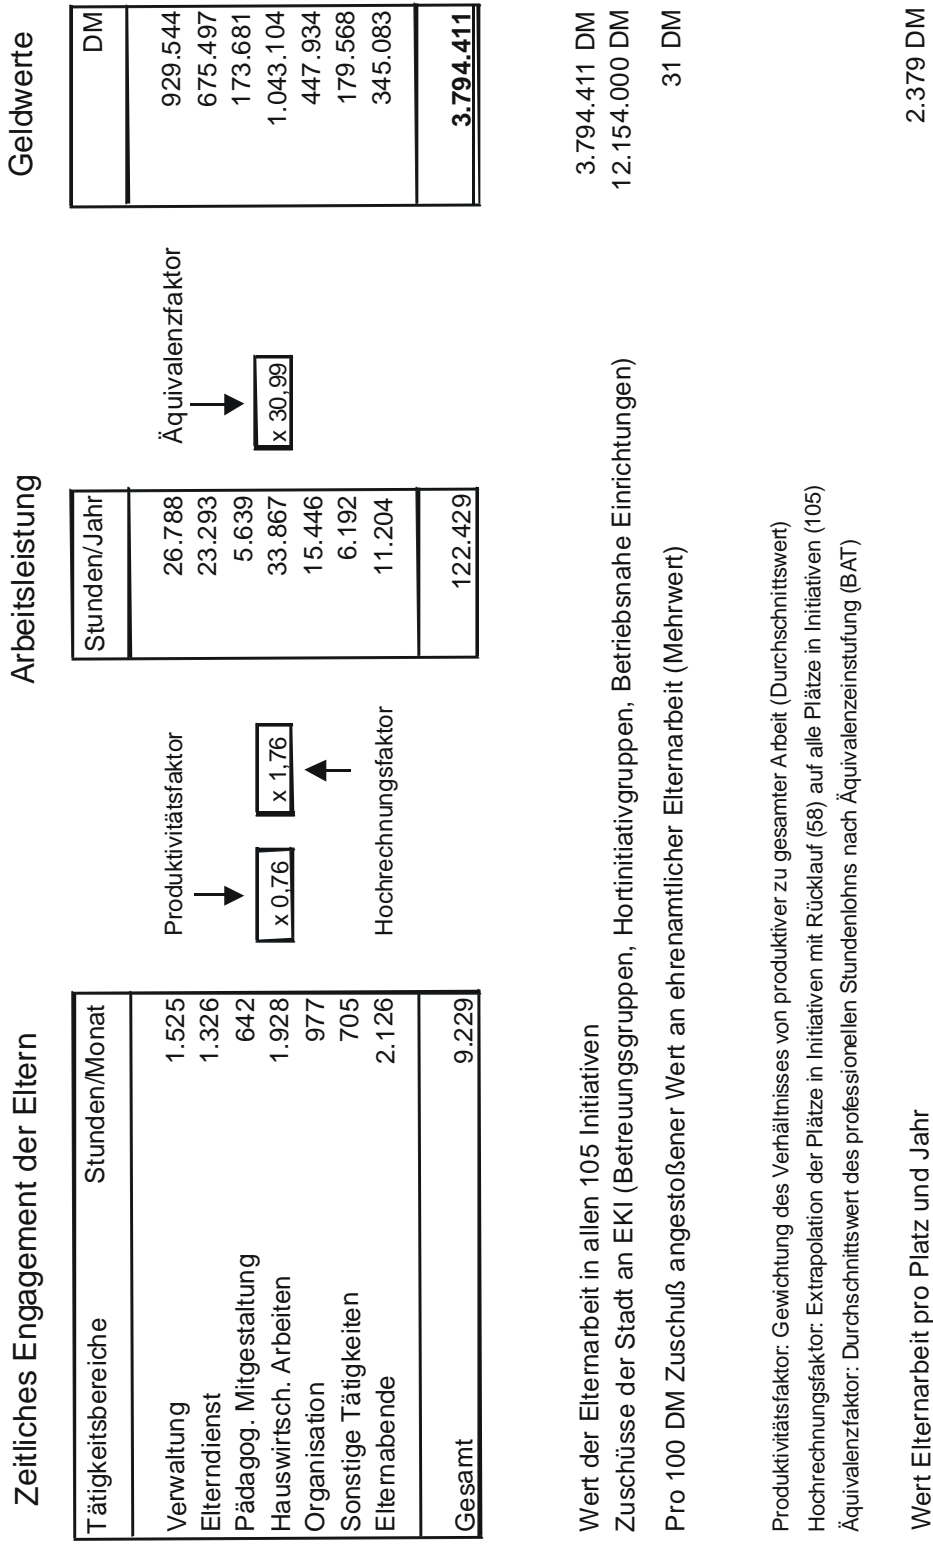 Zeitliches Engagement der Eltern Arbeitsleistung Geldwerte
Tätigkeitsbereiche Stunden/Monat Stunden/Jahr DM
Produktivitätsfaktor Äquivalenzfaktor
Verwaltung 1.525 26.788 929.544
Elterndienst 1.326 23.293 675.497
Pädagog. Mitgestaltung 642 5.639 173.681
Hauswirtsch. Arbeiten 1.928 x 0,76 x 1,76 33.867 x 30,99 1.043.104
Organisation 977 15.446 447.934
Sonstige Tätigkeiten 705 6.192 179.568
Elternabende 2.126 Hochrechnungsfaktor 11.204 345.083
Gesamt 9.229 122.429 3.794.411
Wert der Elternarbeit in allen 105 Initiativen 3.794.411 DM
Zuschüsse der Stadt an EKI (Betreuungsgruppen, Hortinitiativgruppen, Betriebsnahe Einrichtungen) 12.154.000 DM
Pro 100 DM Zuschuß angestoßener Wert an ehrenamtlicher Elternarbeit (Mehrwert) 31 DM
Produktivitätsfaktor: Gewichtung des Verhältnisses von produktiver zu gesamter Arbeit (Durchschnittswert)
Hochrechnungsfaktor: Extrapolation der Plätze in Initiativen mit Rücklauf (58) auf alle Plätze in Initiativen (105)
Äquivalenzfaktor: Durchschnittswert des professionellen Stundenlohns nach Äquivalenzeinstufung (BAT)
Wert Elternarbeit pro Platz und Jahr 2.379 DM